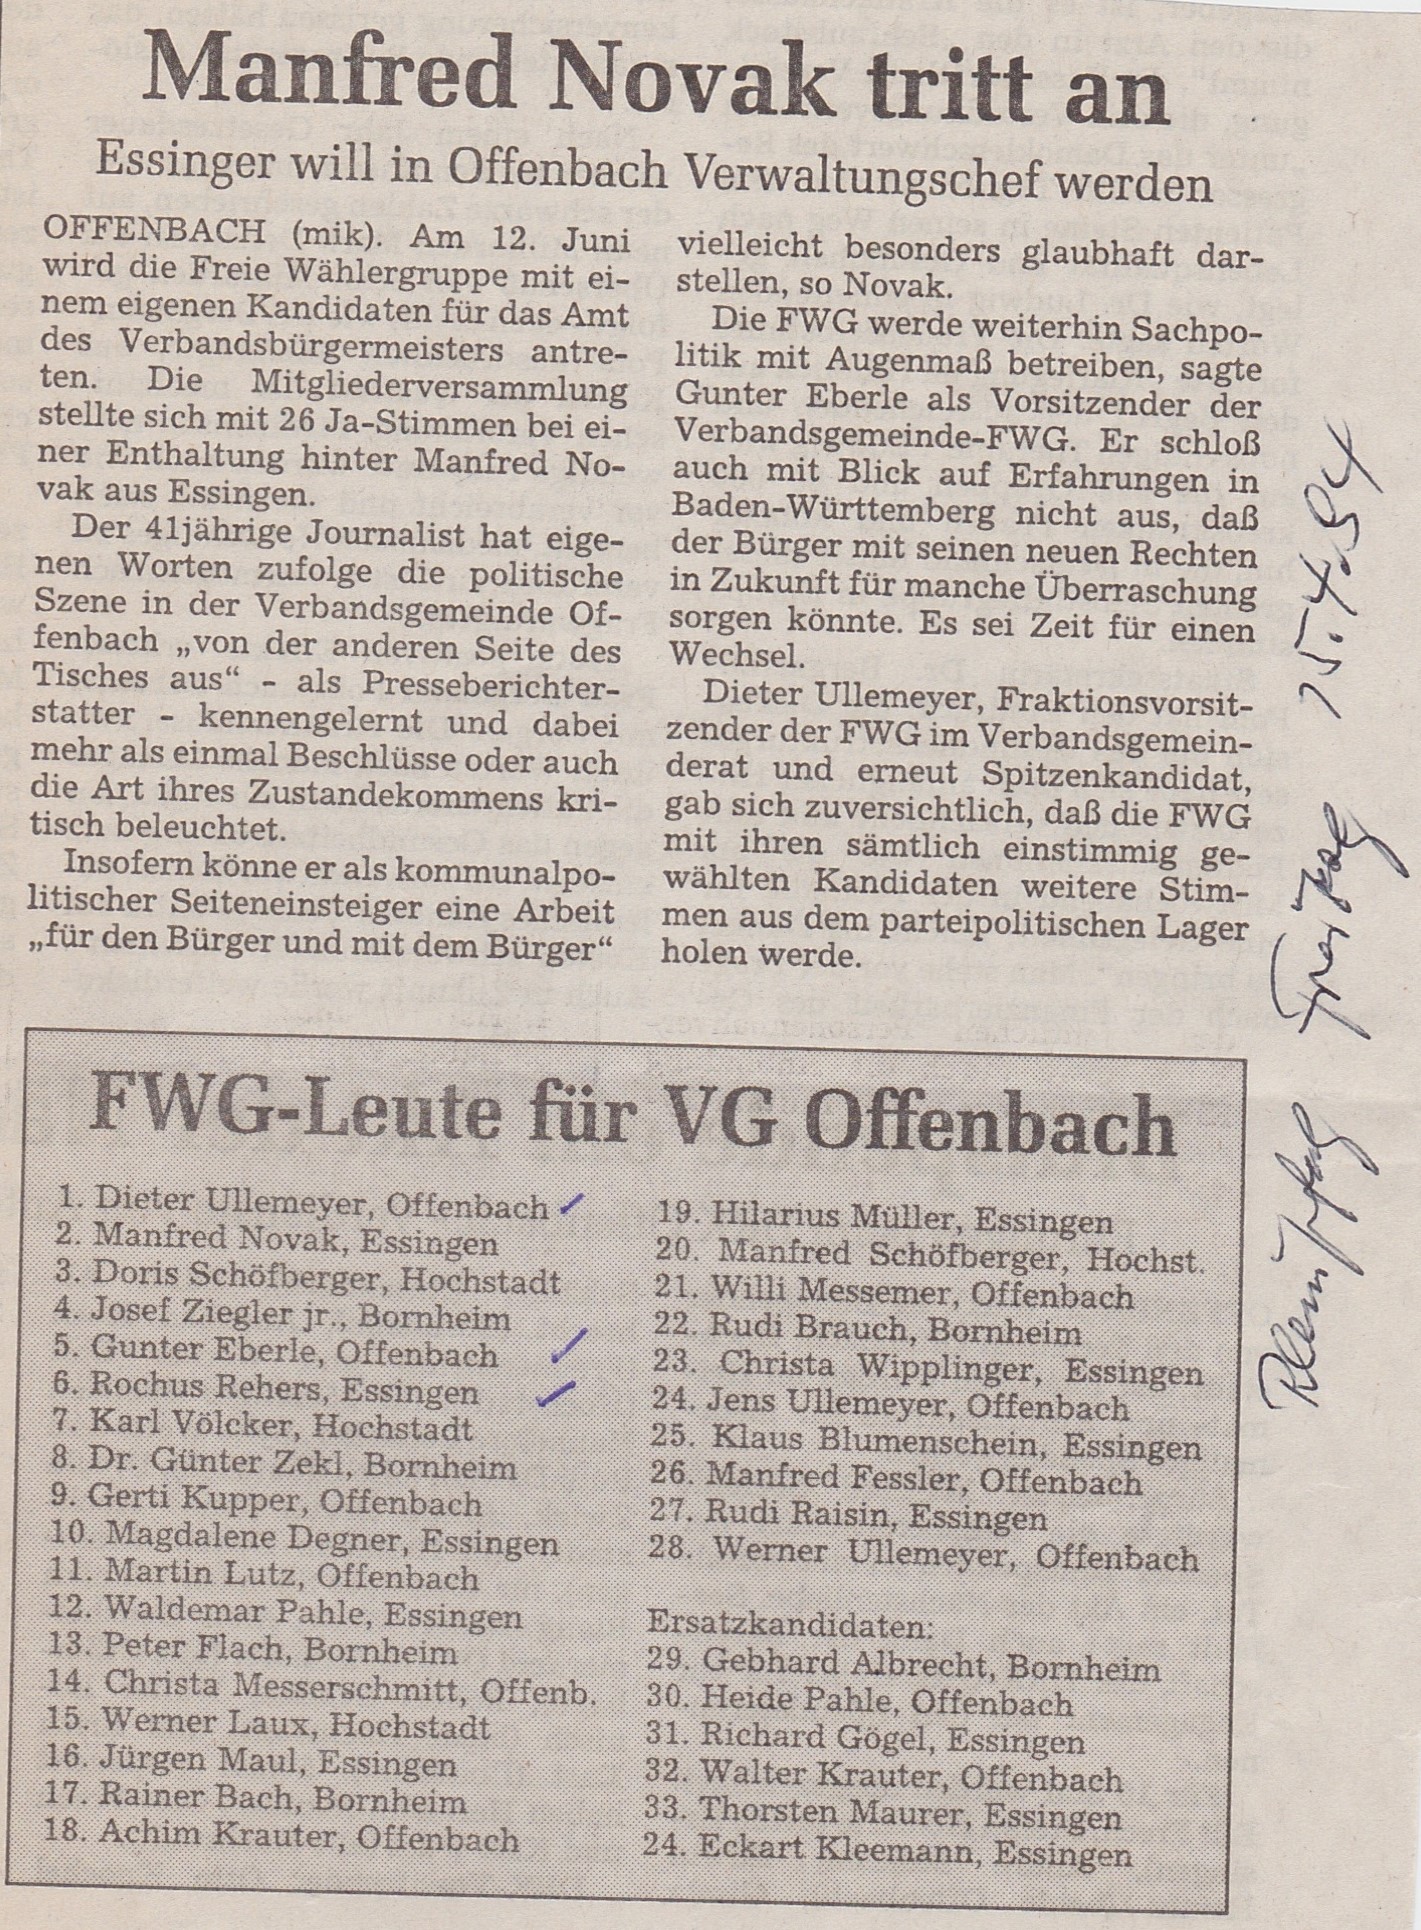 Manfred Novak tritt an
Essinger will in Offenbach Verwaltungschef werden
OFFENBACH (mik). Am 12. Juni
wird die Freie Wählergruppe mit ei-
nem eigenen Kandidaten für das Amt
des Verbandsbürgermeisters antre-
ten. Die Mitgliederversammlung
stellte sich mit 26 Ja-Stimmen bei ei-
ner Enthaltung hinter Manfred No-
vak aus Essingen.
Der 41jährige Journalist hat eige-
nen Worten zufolge die politische
Szene in der Verbandsgemeinde Of-
fenbach „von der anderen Seite des
Tisches aus“ - als Presseberichter-
statter - kennengelernt und dabei
mehr als einmal Beschlüsse oder auch
die Art ihres Zustandekommens kri-
tisch beleuchtet.
Insofern könne er als kommunalpo-
litischer Seiteneinsteiger eine Arbeit
„für den Bürger und mit dem Bürger“
vielleicht besonders glaubhaft dar-
stellen, so Novak.
Die FWG werde weiterhin Sachpo-
litik mit Augenmaß betreiben, sagte
Gunter Eberle als Vorsitzender der
Verbandsgemeinde-FWG. Er schloß
auch mit Blick auf Erfahrungen in
Baden-Württemberg nicht aus, daß
der Bürger mit seinen neuen Rechten
in Zukunft für manche Überraschung
sorgen könnte. Es sei Zeit für einen
Wechsel.
Dieter Ullemeyer, Fraktionsvorsit-
zender der FWG im Verbandsgemein-
derat und erneut Spitzenkandidat,
gab sich zuversichtlich, daß die FWG
mit ihren sämtlich einstimmig ge-
wählten Kandidaten weitere Stim-
men aus dem parteipolitischen Lager
holen werde.
FWG-Leute für VG Offenbach
1. Dieter Ullemeyer, Offenbach
2. Manfred Novak, Essingen
3. Doris Schöfberger, Hochstadt
4. Josef Ziegler jr., Bornheim
5. Gunter Eberle, Offenbach
6. Rochus Rehers, Essingen
7. Karl Völcker, Hochstadt
8. Dr. Günter Zekl, Bornheim
9. Gerti Kupper, Offenbach
10. Magdalene Degner, Essingen
11. Martin Lutz, Offenbach
12. Waldemar Pahle, Essingen
13. Peter Flach, Bornheim
14. Christa Messerschmitt, Offenb.
15. Werner Laux, Hochstadt
16. Jürgen Maul, Essingen
17. Rainer Bach, Bornheim
18. Achim Krauter, Offenbach
19. Hilarius Müller, Essingen
20. Manfred Schöfberger, Hochst.
21. Willi Messemer, Offenbach
22. Rudi Brauch, Bornheim
23. Christa Wipplinger, Essingen
24. Jens Ullemeyer, Offenbach
25. Klaus Blumenschein, Essingen
26. Manfred Fessler, Offenbach
27. Rudi Raisin, Essingen
28. Werner Ullemeyer, Offenbach
Ersatzkandidaten:
29. Gebhard Albrecht, Bornheim
30. Heide Pahle, Offenbach
31. Richard Gögel, Essingen
32. Walter Krauter, Offenbach
33. Thorsten Maurer, Essingen
24. Eckart Kleemann, Essingen
Rheinpfalz Freitag 15.4.94